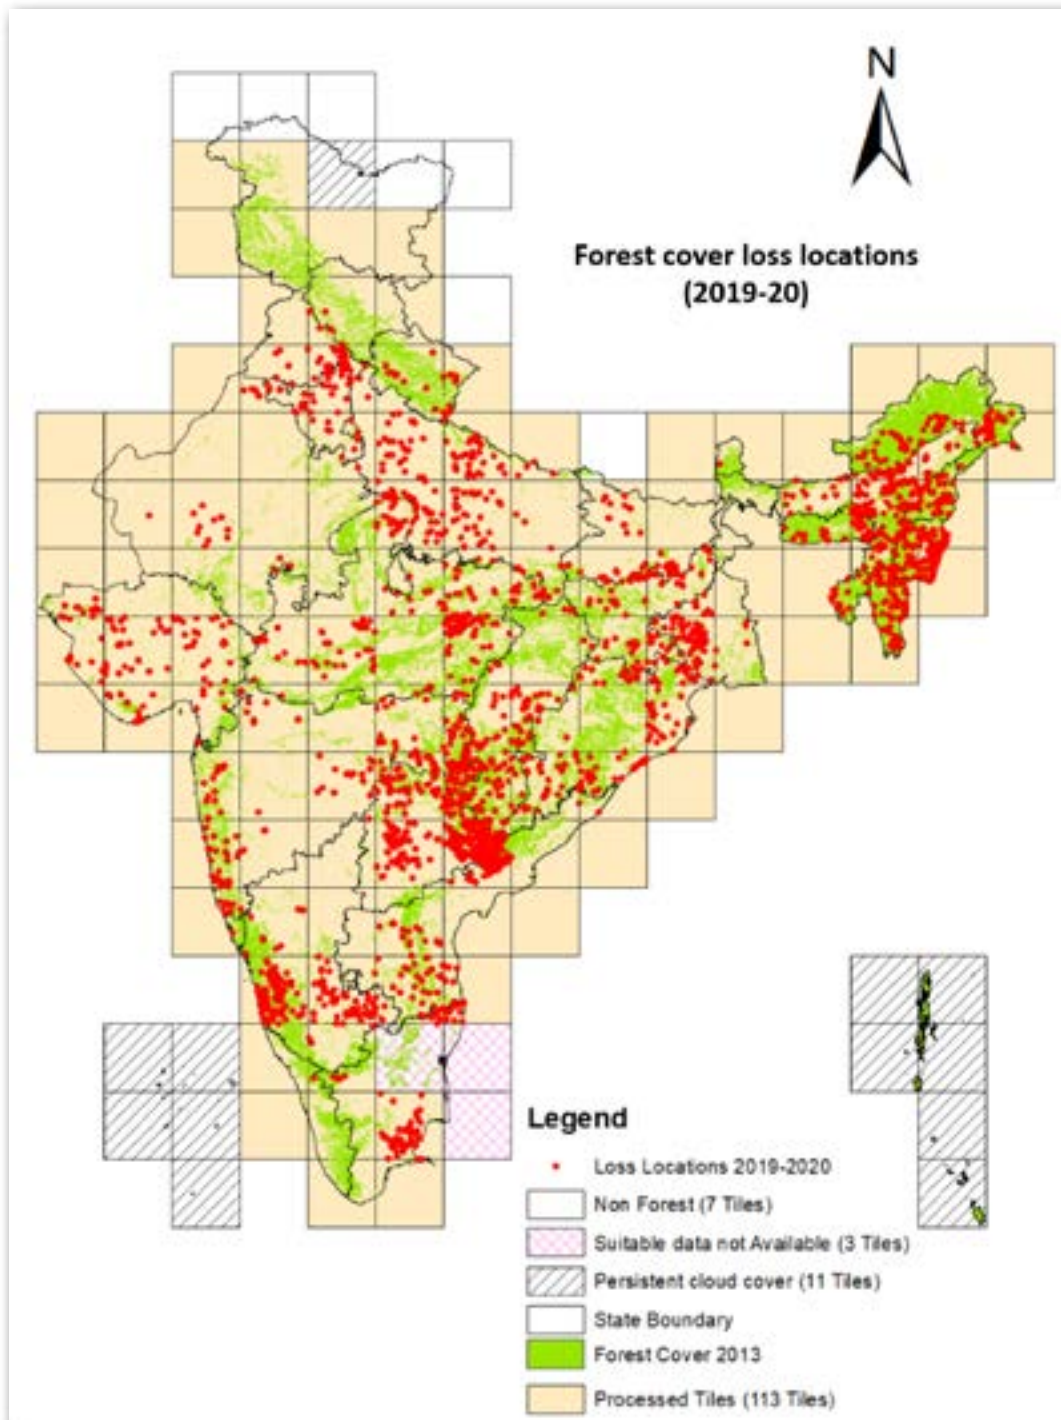 N
Forest cover loss locations
(2019-20)
Legend
Loss Locations 2019-2020
Non Forest (7 Tiles)
Suitable data not Available (3 Tiles)
Persistent cloud cover (11 Tiles)
State Boundary
Forest Cover 2013
Processed Tiles (113 Tiles)